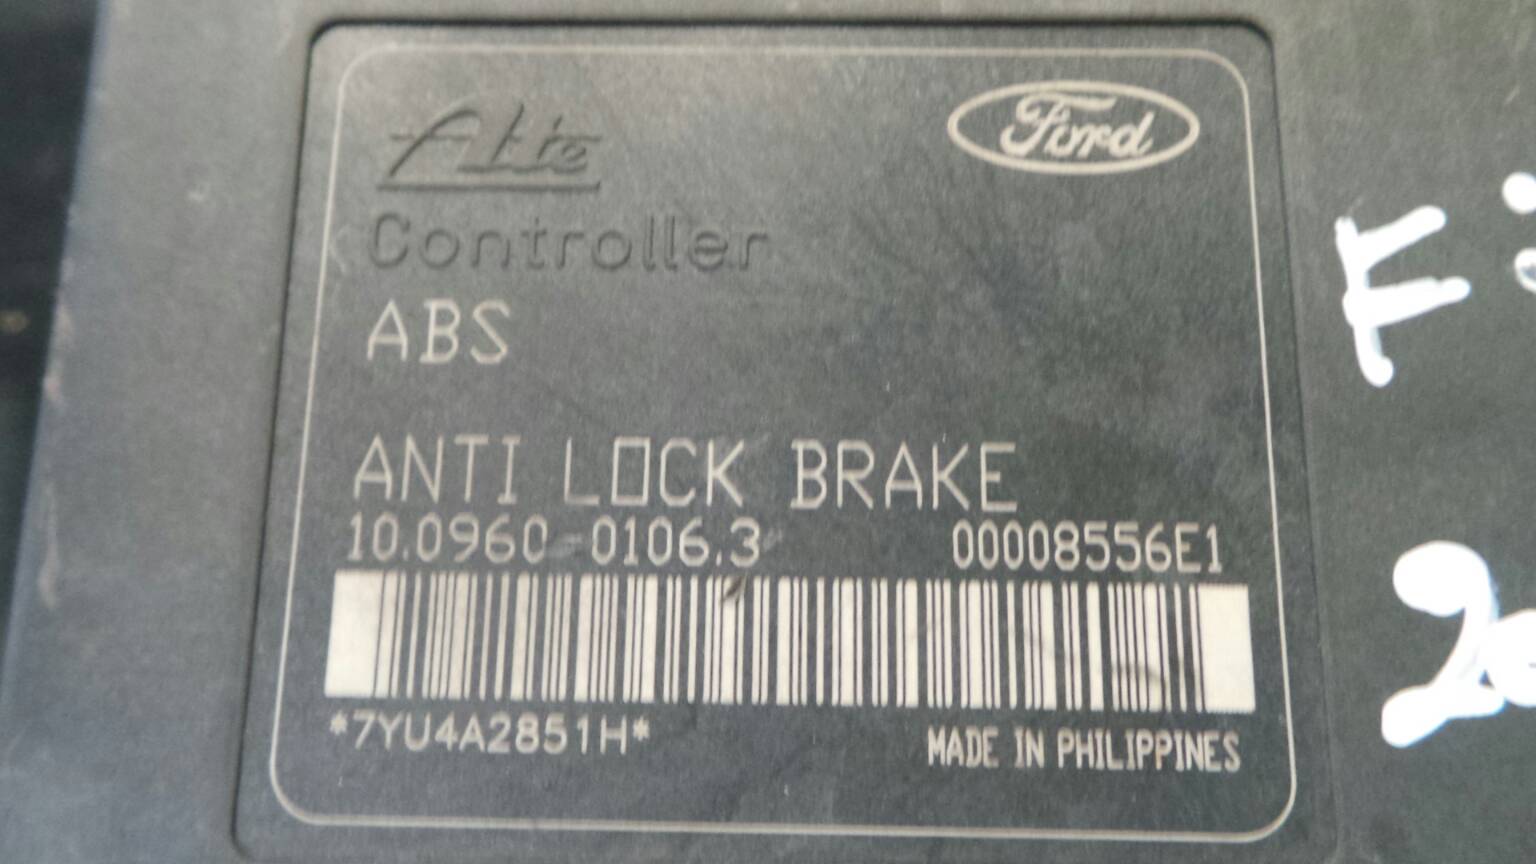 Ate
Ford
Controller
ABS
ANTI LOCK BRAKE
10.0960-0106.3 00008556E1
*7YU4A2851H* MADE IN PHILIPPINES